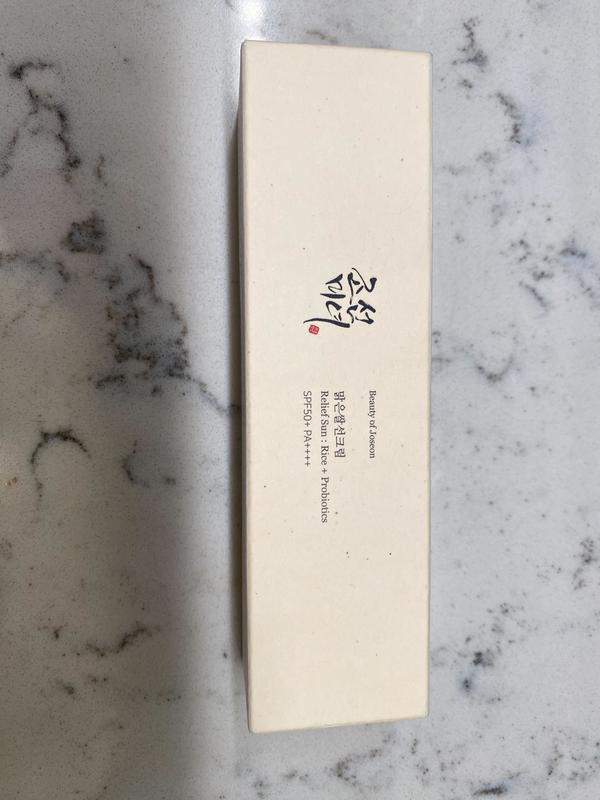 조선
미녀
Beauty of Joseon
맑은쌀선크림
Relief Sun : Rice + Probiotics
SPF50+ PA++++